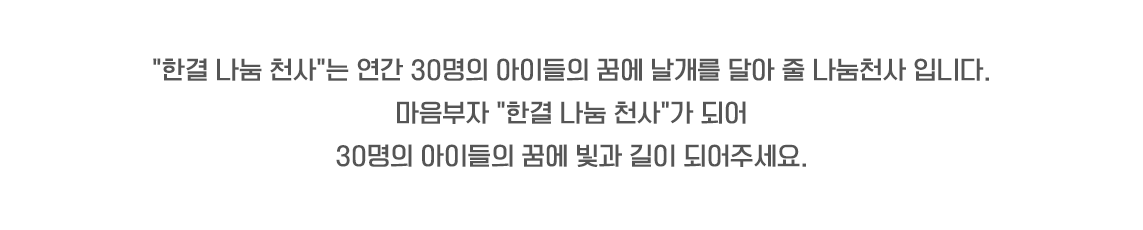 "한결 나눔 천사"는 연간 30명의 아이들의 꿈에 날개를 달아 줄 나눔천사 입니다.
마음부자 "한결 나눔 천사"가 되어
30명의 아이들의 꿈에 빛과 길이 되어주세요.